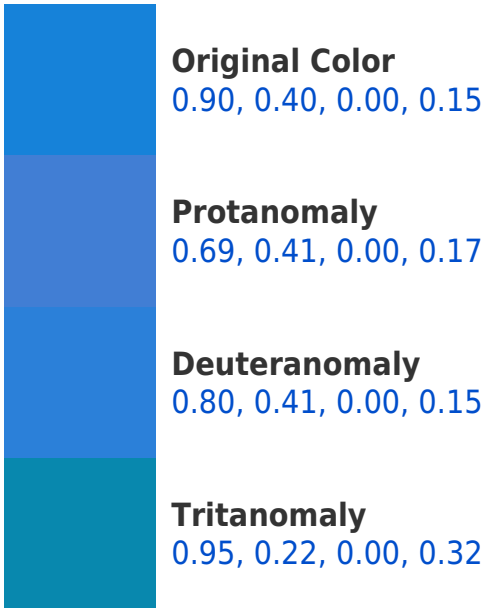 Original Color
0.90, 0.40, 0.00, 0.15
Protanomaly
0.69, 0.41, 0.00, 0.17
Deuteranomaly
0.80, 0.41, 0.00, 0.15
Tritanomaly
0.95, 0.22, 0.00, 0.32